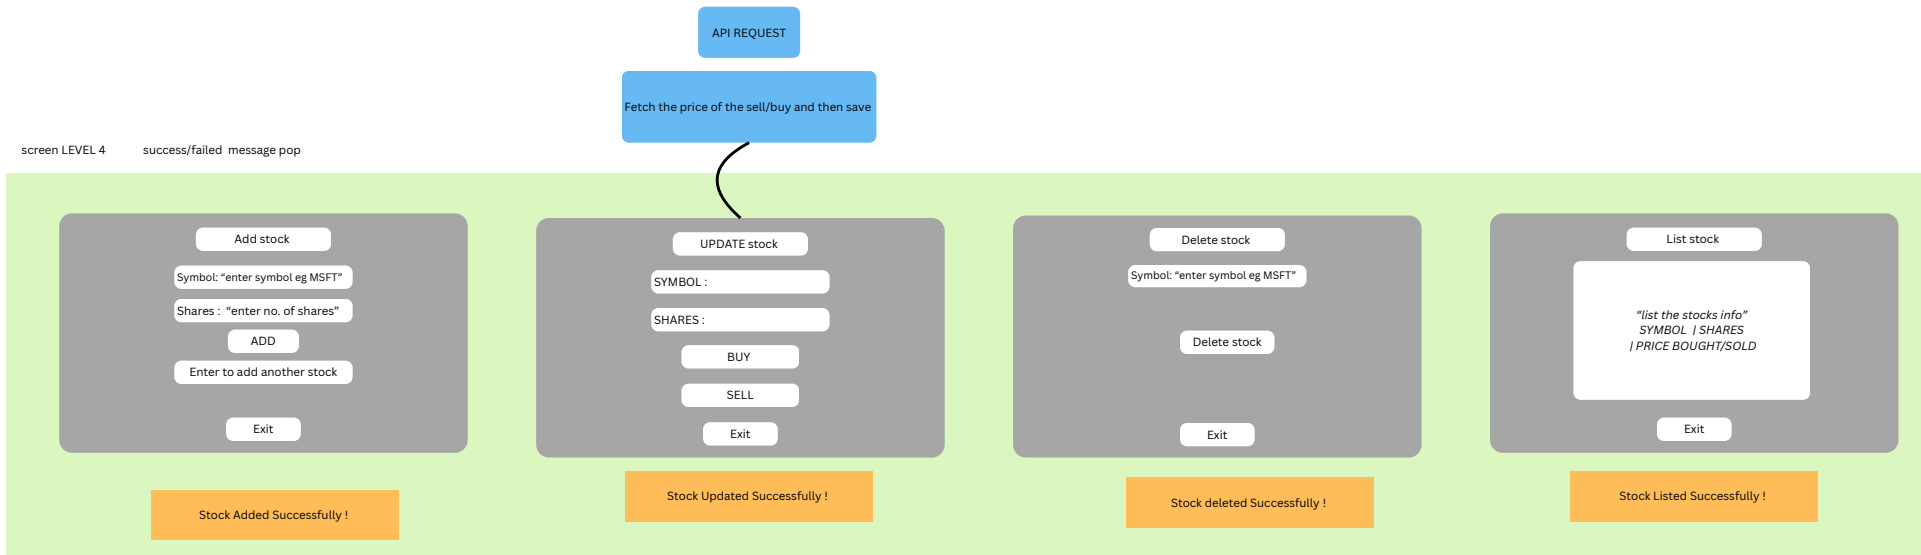 API REQUEST
Fetch the price of the sell/buy and then save
screen LEVEL 4
success/failed message pop
Add stock
Symbol: “enter symbol eg MSFT”
Shares : “enter no. of shares”
ADD
Enter to add another stock
Exit
Stock Added Successfully !
UPDATE stock
SYMBOL :
SHARES :
BUY
SELL
Exit
Stock Updated Successfully !
Delete stock
Symbol: “enter symbol eg MSFT”
Delete stock
Exit
Stock deleted Successfully !
List stock
“list the stocks info”
SYMBOL | SHARES
| PRICE BOUGHT/SOLD
Exit
Stock Listed Successfully !